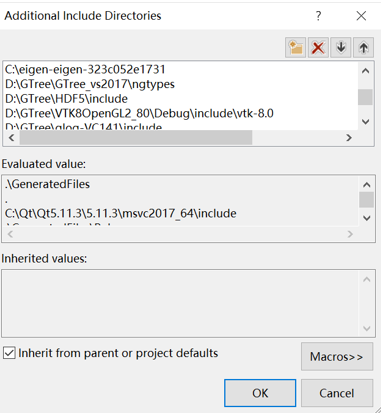 Additional Include Directories
?
C:\eigen-eigen-323c052e1731
D:\GTree\GTree_vs2017\ngtypes
D:\GTree\HDF5\include
D:\GTree\VTK8OpenGL2_80\Debug\include\vtk-8.0
D:\GTree\glog-VC141\include
Evaluated value:
.\GeneratedFiles
.
C:\Qt\Qt5.11.3\5.11.3\msvc2017_64\include
Inherited values:
Inherit from parent or project defaults
Macros>>
OK
Cancel